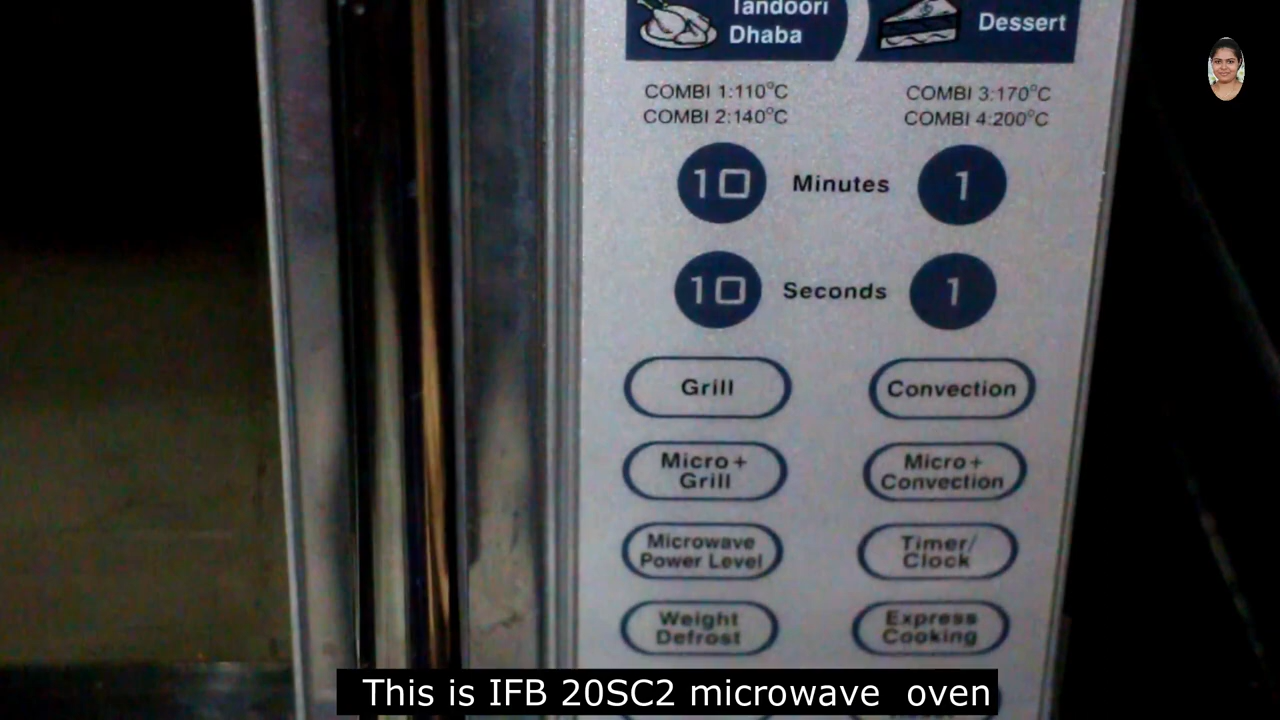 Tandoori
Dhaba
Dessert
COMBI 1:110°C
COMBI 2:140°C
COMBI 3:170°C
COMBI 4:200°C
10 Minutes 1
10 Seconds 1
Grill
Convection
Micro+
Grill
Micro+
Convection
Microwave
Power Level
Timer/
Clock
Weight
Defrost
Express
Cooking
This is IFB 20SC2 microwave oven